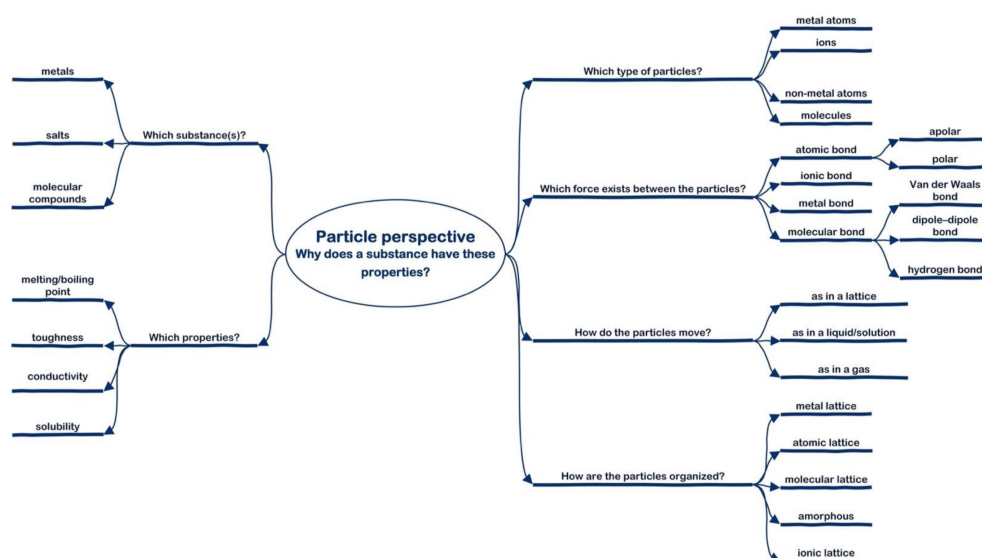 Particle perspective
Why does a substance have these
properties?
Which substance(s)?
metals
salts
molecular
compounds
Which properties?
melting/boiling
point
toughness
conductivity
solubility
Which type of particles?
metal atoms
ions
non-metal atoms
molecules
Which force exists between the particles?
atomic bond
apolar
polar
ionic bond
metal bond
molecular bond
Van der Waals
bond
dipole–dipole
bond
hydrogen bond
How do the particles move?
as in a lattice
as in a liquid/solution
as in a gas
How are the particles organized?
metal lattice
atomic lattice
molecular lattice
amorphous
ionic lattice